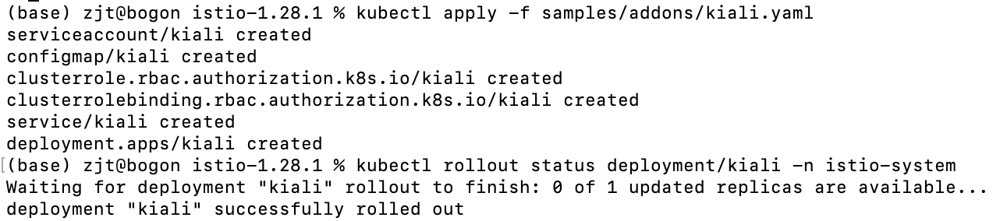 (base) zjt@bogon istio-1.28.1 % kubectl apply -f samples/addons/kiali.yaml
serviceaccount/kiali created
configmap/kiali created
clusterrole.rbac.authorization.k8s.io/kiali created
clusterrolebinding.rbac.authorization.k8s.io/kiali created
service/kiali created
deployment.apps/kiali created
[(base) zjt@bogon istio-1.28.1 % kubectl rollout status deployment/kiali -n istio-system
Waiting for deployment "kiali" rollout to finish: 0 of 1 updated replicas are available...
deployment "kiali" successfully rolled out